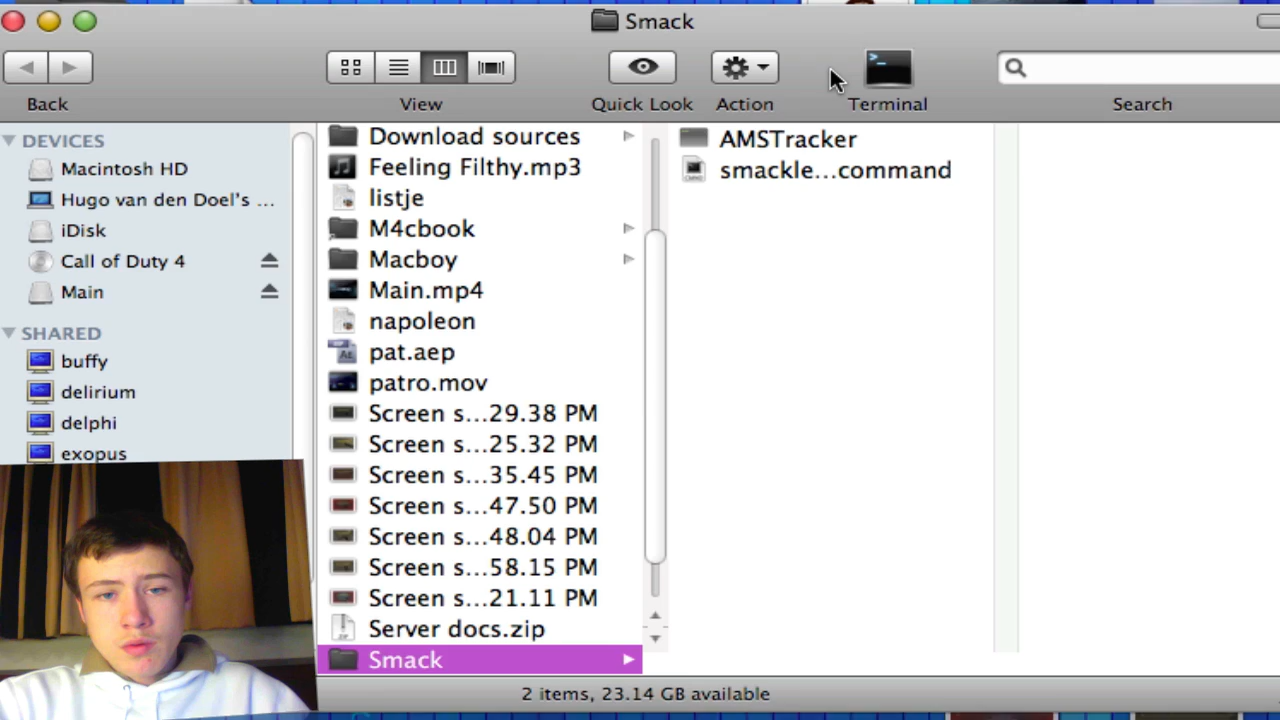 Smack
Back
View
Quick Look
Action
Terminal
Search
DEVICES
Macintosh HD
Hugo van den Doel's ...
iDisk
Call of Duty 4
Main
SHARED
buffy
delirium
delphi
exopus
Download sources
Feeling Filthy.mp3
listje
M4cbook
Macboy
Main.mp4
napoleon
pat.aep
patro.mov
Screen s...29.38 PM
Screen s...25.32 PM
Screen s...35.45 PM
Screen s...47.50 PM
Screen s...48.04 PM
Screen s...58.15 PM
Screen s...21.11 PM
Server docs.zip
Smack
AMSTracker
smackle...command
2 items, 23.14 GB available